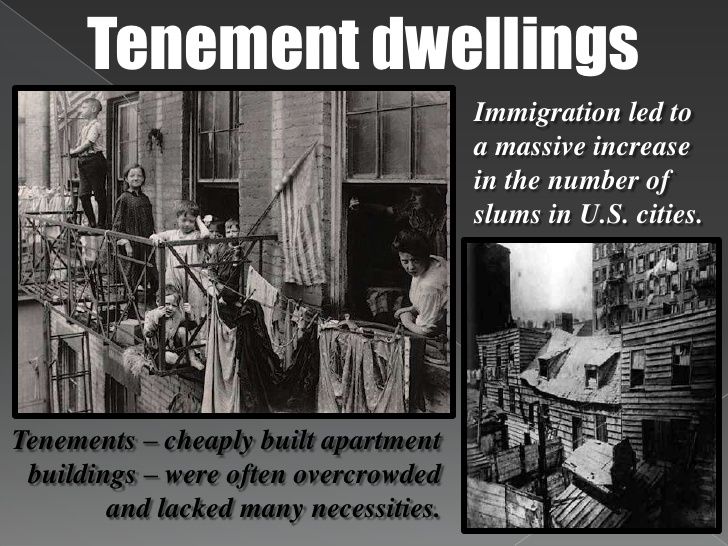 Tenement dwellings
Immigration led to
a massive increase
in the number of
slums in U.S. cities.
Tenements – cheaply built apartment
buildings – were often overcrowded
and lacked many necessities.